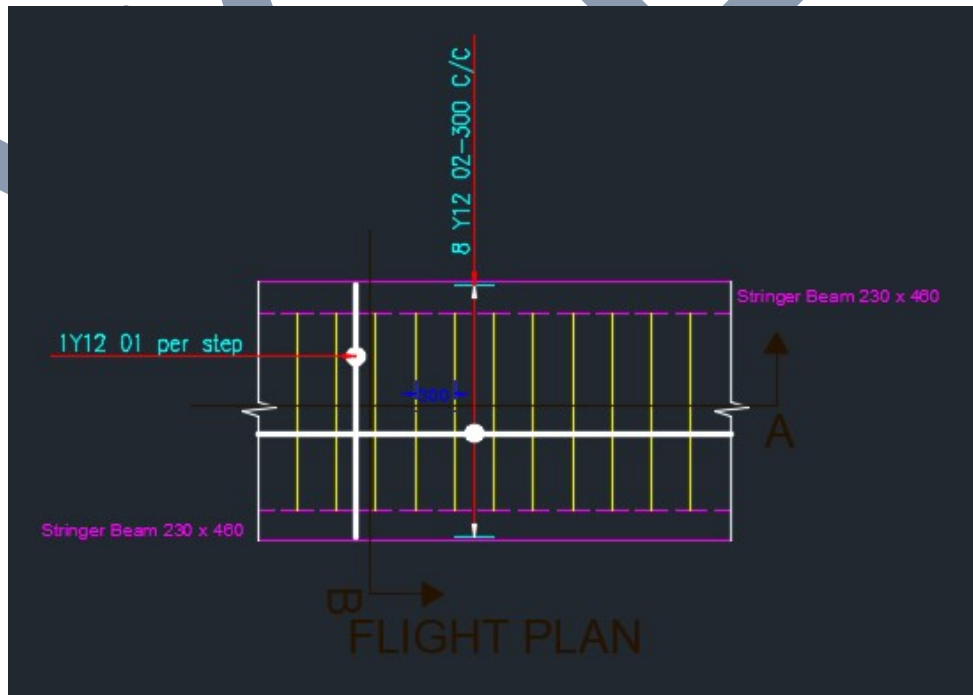 8 Y12 02-300 C/C
Stringer Beam 230 x 460
1Y12 01 per step
300
A
Stringer Beam 230 x 460
B
FLIGHT PLAN